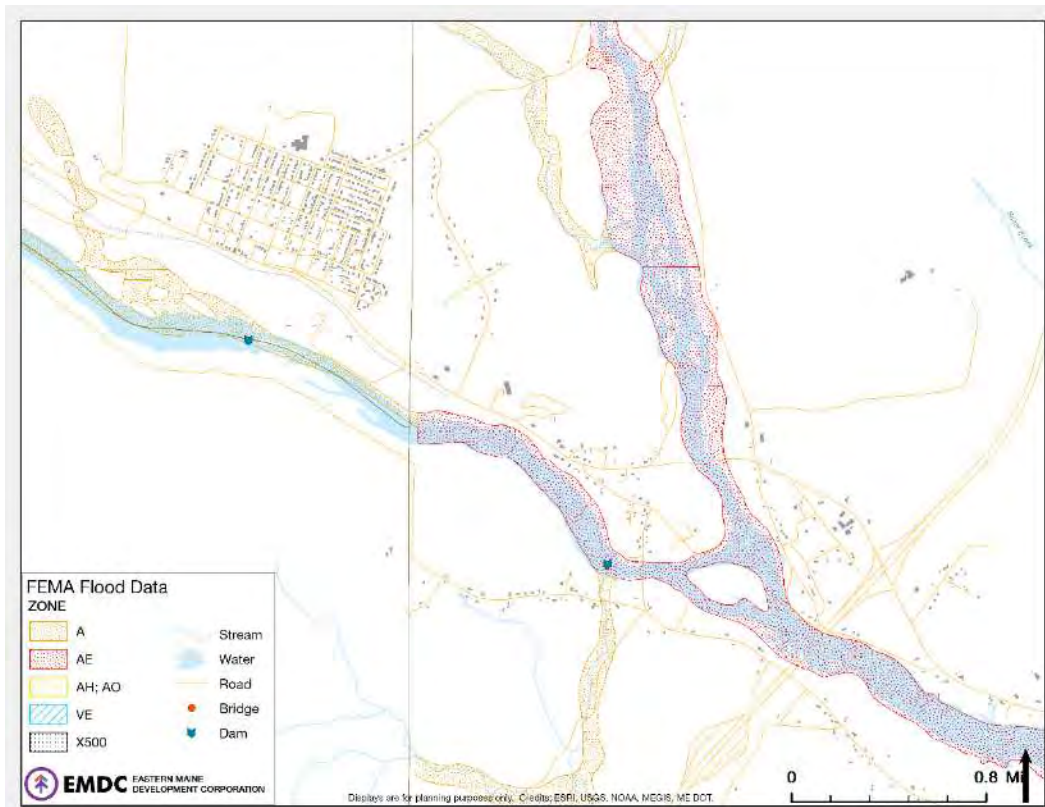 FEMA Flood Data
ZONE
A
AE
AH; AO
VE
X500
Stream
Water
Road
Bridge
Dam
EMDC EASTERN MAINE
DEVELOPMENT CORPORATION
Displays are for planning purposes only. Credits: ESRI, USGS, NOAA, MEGIS, ME DOT.
0 0.8 Mi